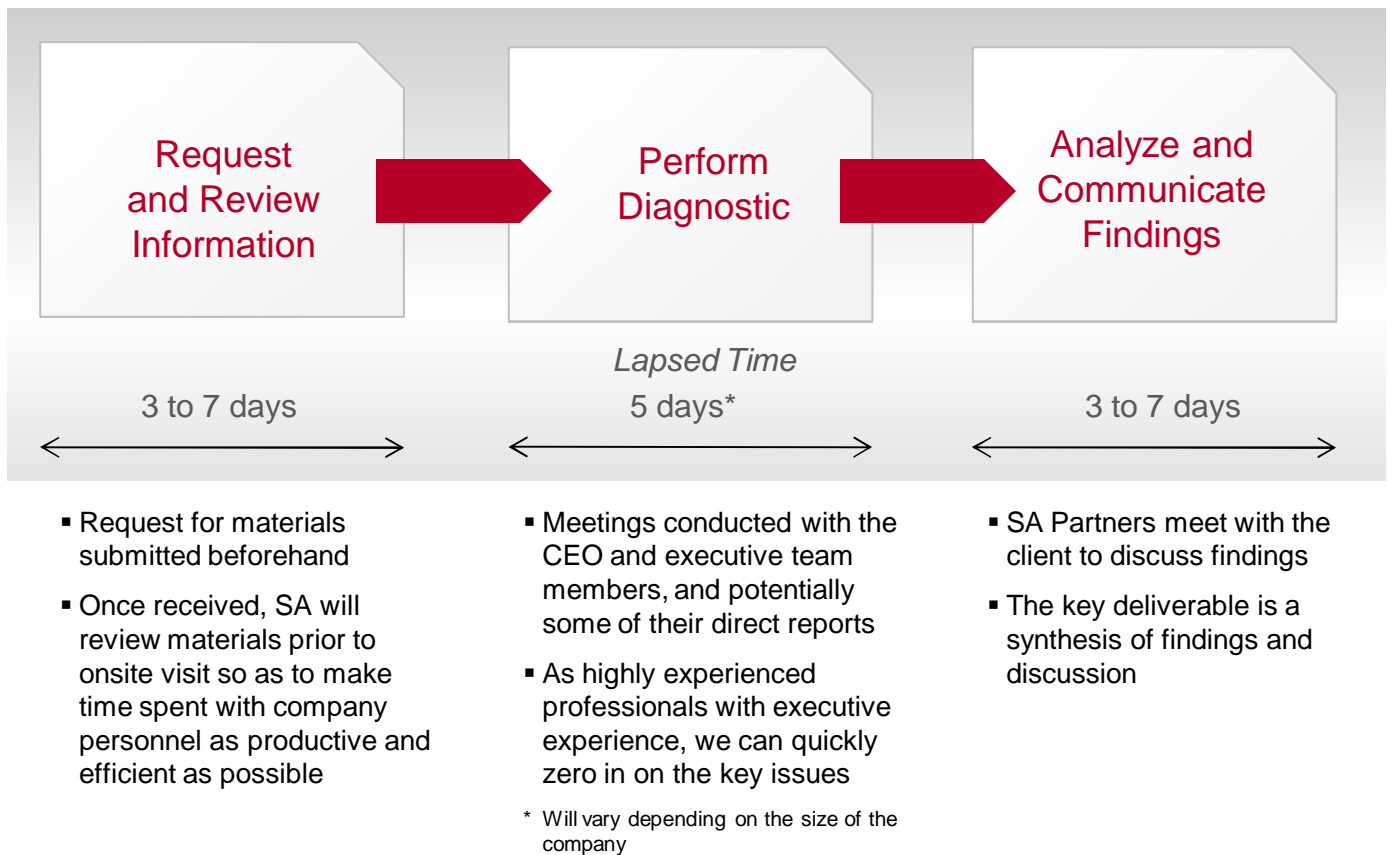 Request
and Review
Information
Perform
Diagnostic
Analyze and
Communicate
Findings
Lapsed Time
3 to 7 days
5 days*
3 to 7 days
▪ Request for materials
submitted beforehand
▪ Once received, SA will
review materials prior to
onsite visit so as to make
time spent with company
personnel as productive and
efficient as possible
▪ Meetings conducted with the
CEO and executive team
members, and potentially
some of their direct reports
▪ As highly experienced
professionals with executive
experience, we can quickly
zero in on the key issues
* Will vary depending on the size of the
company
▪ SA Partners meet with the
client to discuss findings
▪ The key deliverable is a
synthesis of findings and
discussion